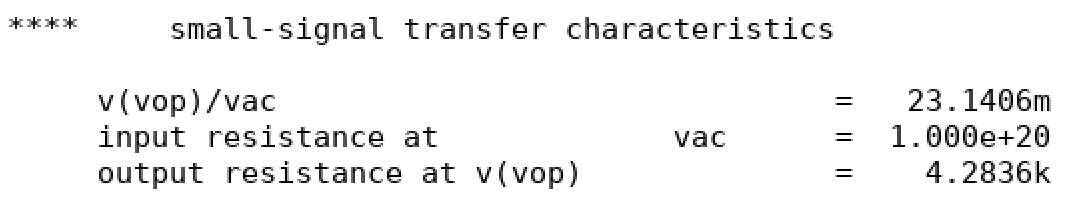 **** small-signal transfer characteristics
v(vop)/vac = 23.1406m
input resistance at vac = 1.000e+20
output resistance at v(vop) = 4.2836k